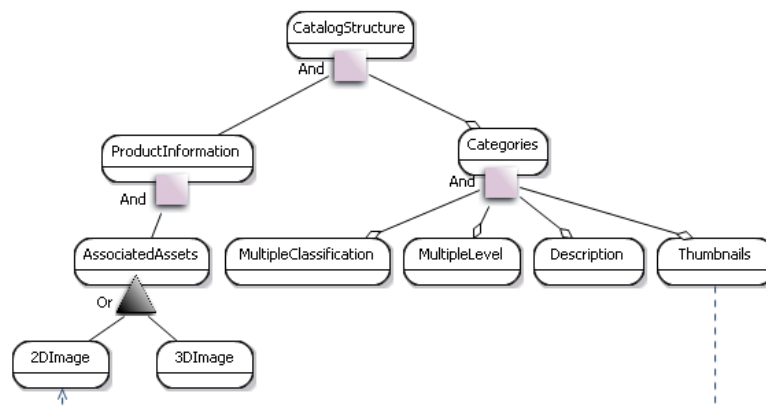 CatalogStructure
And
ProductInformation
Categories
And
And
AssociatedAssets
MultipleClassification
MultipleLevel
Description
Thumbnails
Or
2DImage
3DImage